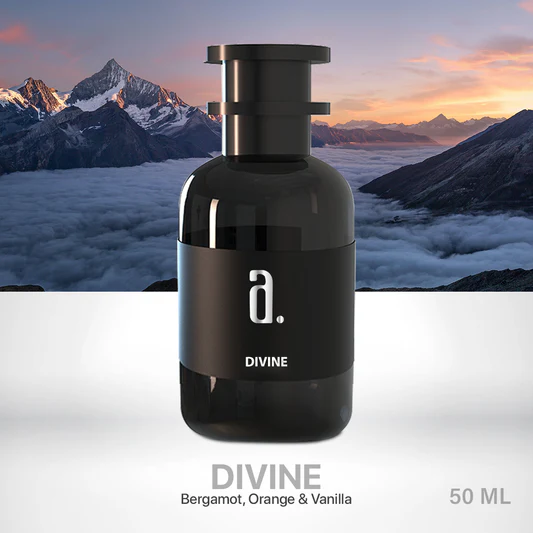 a.
DIVINE
DIVINE
Bergamot, Orange & Vanilla
50 ML